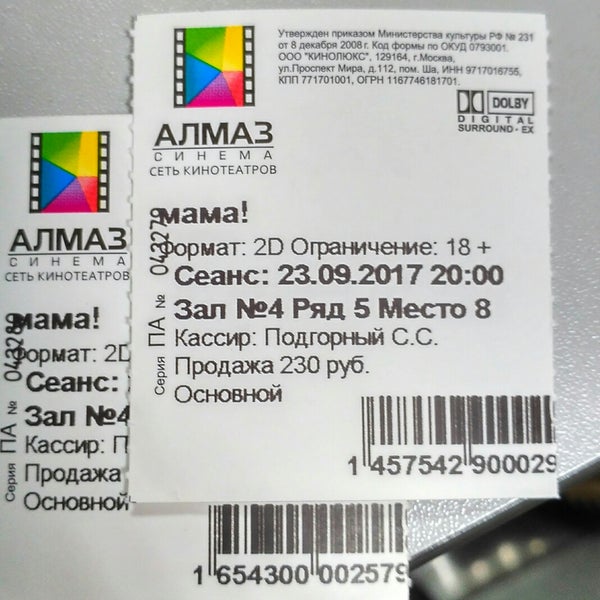 Утвержден приказом Министерства культуры РФ № 231
от 8 декабря 2008 г. Код формы по ОКУД 0793001.
ООО "КИНОЛЮКС", 129164, г.Москва,
ул.Проспект Мира, д.112, пом. Ша, ИНН 9717016755,
КПП 771701001, ОГРН 1167746181701.
DOLBY
DIGITAL
SURROUND·EX
АЛМАЗ
СИНЕМА
СЕТЬ КИНОТЕАТРОВ
мама!
формат: 2D Ограничение: 18 +
Сеанс: 23.09.2017 20:00
Зал №4 Ряд 5 Место 8
Кассир: Подгорный С.С.
Продажа 230 руб.
Основной
Серия ПА № 043279
1 457542 900029
АЛМАЗ
СИНЕМА
СЕТЬ КИНОТЕАТРОВ
мама!
формат: 2D
Сеанс:
Зал №4
Кассир: П
Продажа
Основной
Серия ПА № 043280
1 654300 002579